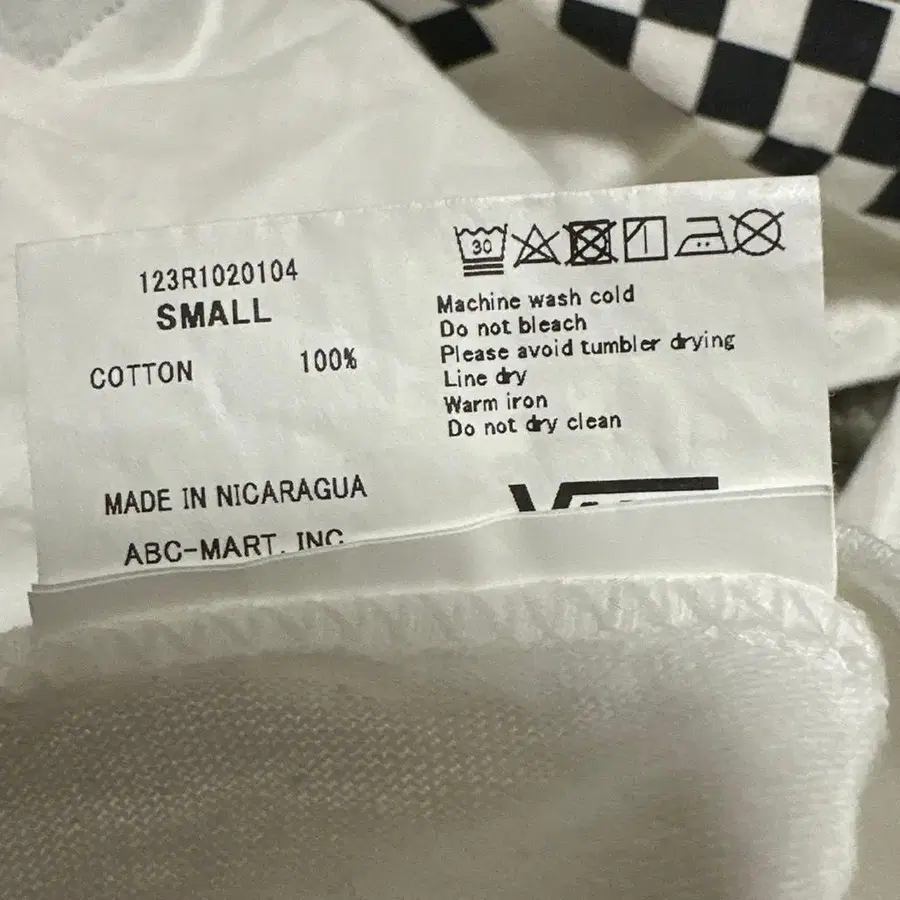 123R1020104
SMALL
COTTON 100%
MADE IN NICARAGUA
ABC-MART. INC
30
Machine wash cold
Do not bleach
Please avoid tumbler drying
Line dry
Warm iron
Do not dry clean